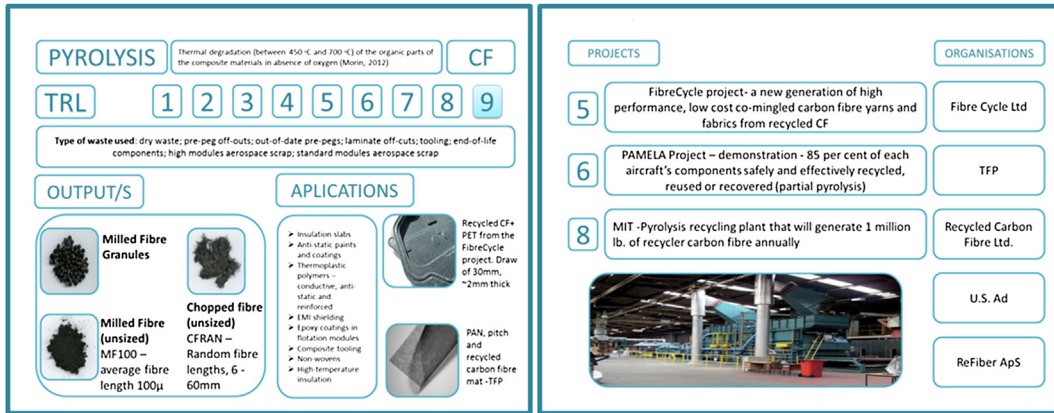 PYROLYSIS
Thermal degradation (between 450 ºC and 700 ºC) of the organic parts of
the composite materials in absence of oxygen (Morin, 2012)
CF
TRL
1 2 3 4 5 6 7 8 9
Type of waste used: dry waste; pre-peg off-outs; out-of-date pre-pegs; laminate off-cuts; tooling; end-of-life
components; high modules aerospace scrap; standard modules aerospace scrap
OUTPUT/S
Milled Fibre
Granules
Milled Fibre
(unsized)
MF100 –
average fibre
length 100µ
Chopped fibre
(unsized)
CFRAN –
Random fibre
lengths, 6 -
60mm
APLICATIONS
➢ Insulation slabs
➢ Anti-static paints
and coatings
➢ Thermoplastic
polymers –
conductive, anti-
static and
reinforced
➢ EMI shielding
➢ Epoxy coatings in
flotation modules
➢ Composite tooling
➢ Non-wovens
➢ High temperature
insulation
Recycled CF+
PET from the
FibreCycle
project. Draw
of 30mm,
~2mm thick
PAN, pitch
and
recycled
carbon fibre
mat -TFP
PROJECTS
ORGANISATIONS
5
FibreCycle project- a new generation of high
performance, low cost co-mingled carbon fibre yarns and
fabrics from recycled CF
Fibre Cycle Ltd
6
PAMELA Project – demonstration - 85 per cent of each
aircraft's components safely and effectively recycled,
reused or recovered (partial pyrolysis)
TFP
8
MIT -Pyrolysis recycling plant that will generate 1 million
lb. of recycler carbon fibre annually
Recycled Carbon
Fibre Ltd.
U.S. Ad
ReFiber ApS